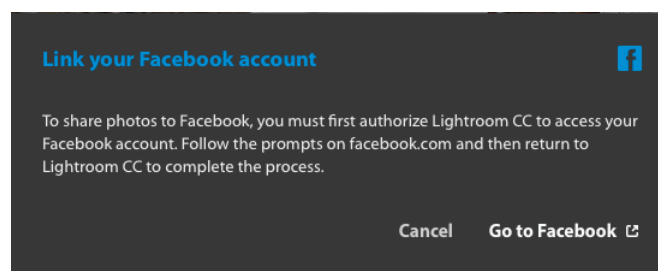 Link your Facebook account
To share photos to Facebook, you must first authorize Lightroom CC to access your
Facebook account. Follow the prompts on facebook.com and then return to
Lightroom CC to complete the process.
Cancel Go to Facebook